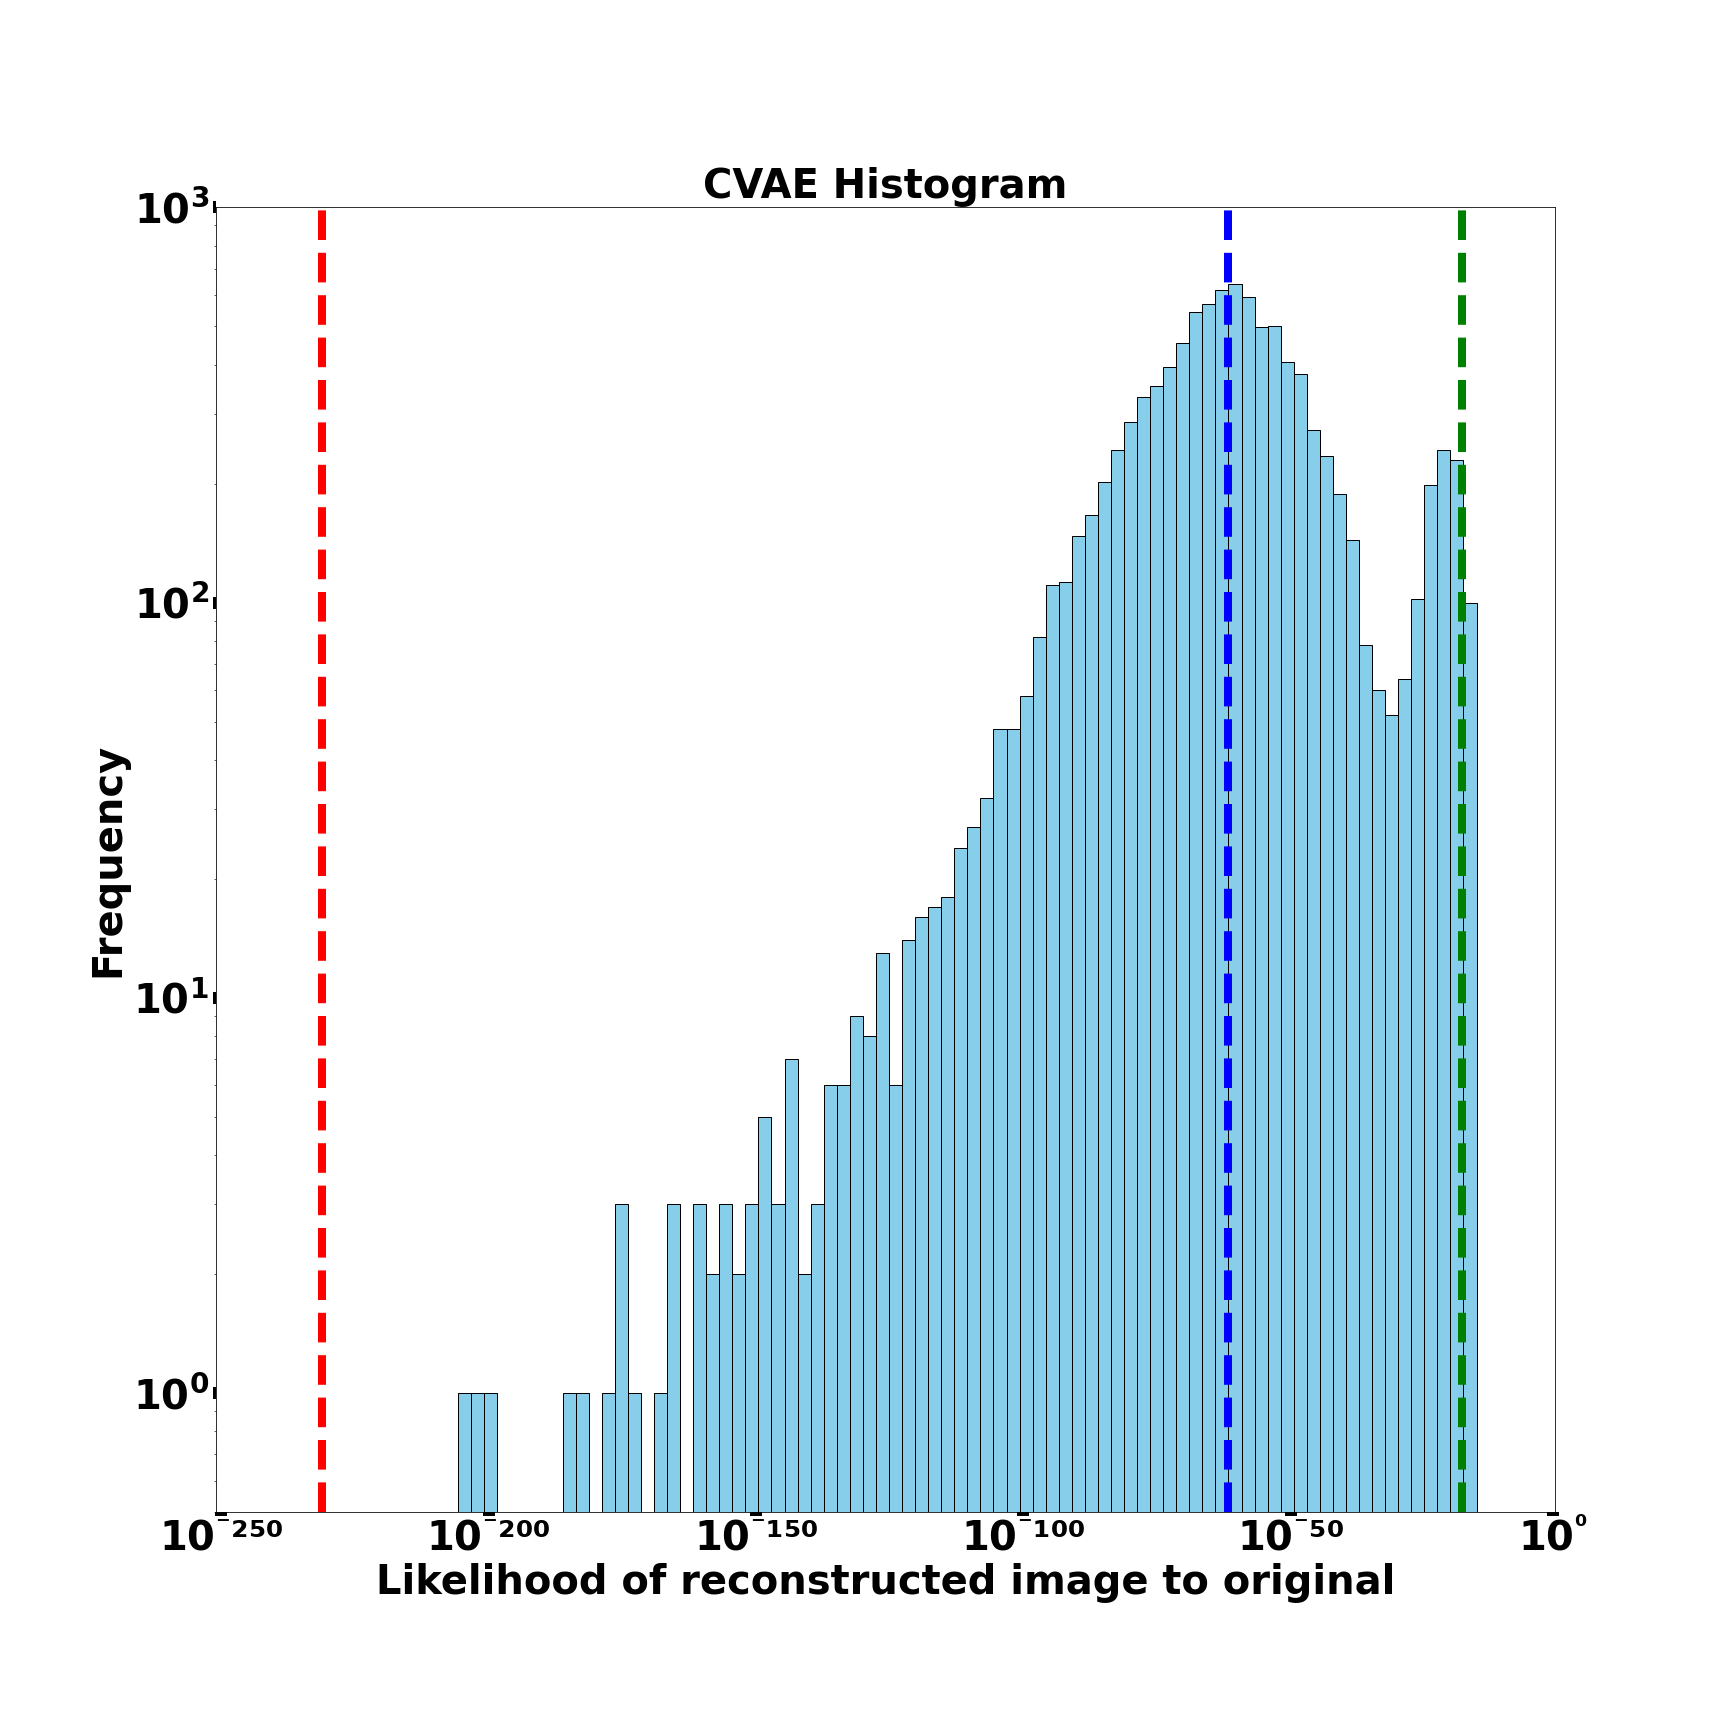 CVAE Histogram
10³
10²
10¹
10⁰
Frequency
10⁻²⁵⁰ 10⁻²⁰⁰ 10⁻¹⁵⁰ 10⁻¹⁰⁰ 10⁻⁵⁰ 10⁰
Likelihood of reconstructed image to original